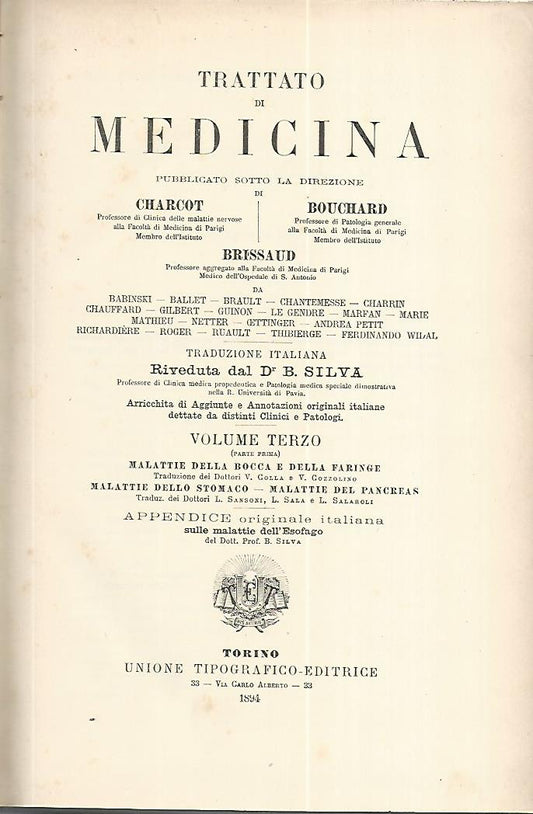 TRATTATO
DI
MEDICINA
PUBBLICATO SOTTO LA DIREZIONE
DI
CHARCOT
Professore di Clinica delle malattie nervose
alla Facoltà di Medicina di Parigi
Membro dell'Istituto
BOUCHARD
Professore di Patologia generale
alla Facoltà di Medicina di Parigi
Membro dell'Istituto
BRISSAUD
Professore aggregato alla Facoltà di Medicina di Parigi
Medico dell'Ospedale di S. Antonio
DA
BABINSKI — BALLET — BRAULT — CHANTEMESSE — CHARRIN
CHAUFFARD — GILBERT — GUINON — LE GENDRE — MARFAN — MARIE
MATHIEU — NETTER — ŒTTINGER — ANDREA PETIT
RICHARDIÈRE — ROGER — RUAULT — THIBIERGE — FERDINANDO WIDAL
TRADUZIONE ITALIANA
Riveduta dal Dr B. SILVA
Professore di Clinica medica propedeutica e Patologia medica speciale dimostrativa
nella R. Università di Pavia.
Arricchita di Aggiunte e Annotazioni originali italiane
dettate da distinti Clinici e Patologi.
VOLUME TERZO
(PARTE PRIMA)
MALATTIE DELLA BOCCA E DELLA FARINGE
Traduzione dei Dottori V. COLLA e V. COZZOLINO
MALATTIE DELLO STOMACO — MALATTIE DEL PANCREAS
Traduz. dei Dottori L. SANSONI, L. SALA e L. SALAROLI
APPENDICE originale italiana
sulle malattie dell'Esofago
del Dott. Prof. B. SILVA
TORINO
UNIONE TIPOGRAFICO-EDITRICE
33 — VIA CARLO ALBERTO — 33
1894